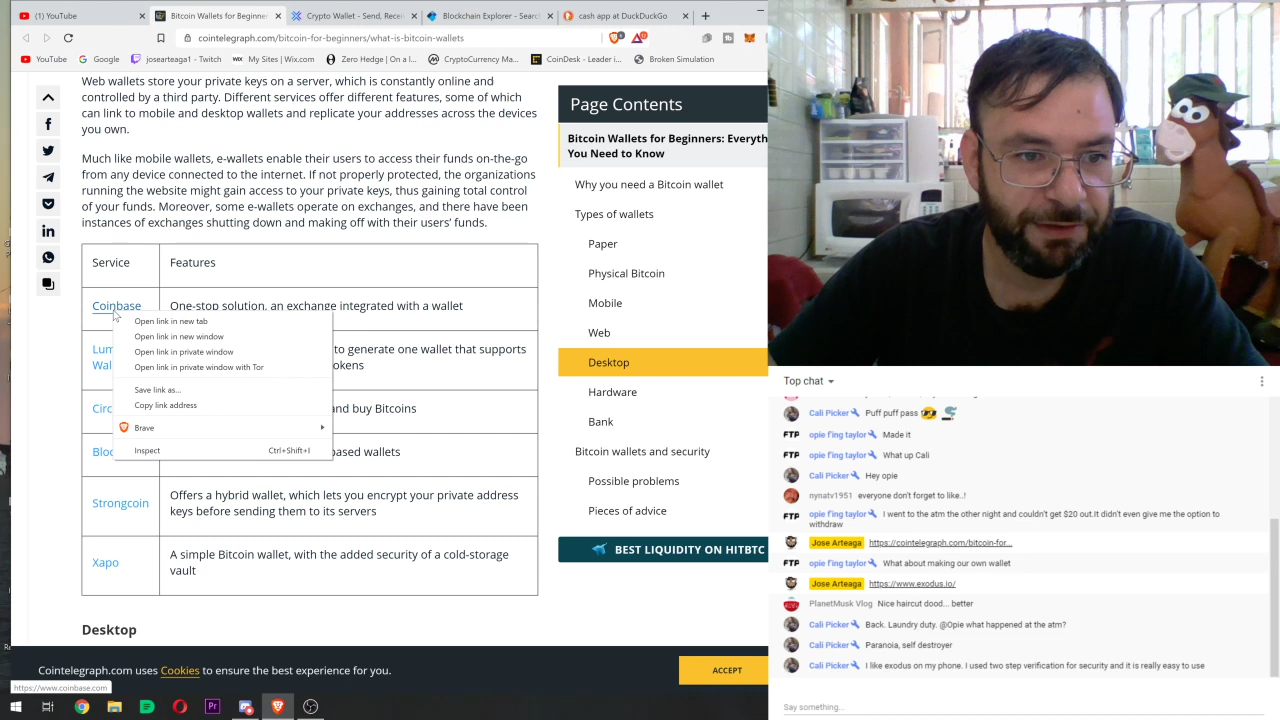 (1) YouTube
Bitcoin Wallets for Beginners:
Crypto Wallet - Send, Rece
Blockchain Explorer - Searc
cash app at DuckDuckGo
cointelegraph.com/bitcoin-for-beginners/what-is-bitcoin-wallets
YouTube
Google
josearteaga1 - Twitch
My Sites | Wix.com
Zero Hedge | On a l...
CryptoCurrency Ma...
CoinDesk - Leader i...
Broken Simulation
Web wallets store your private keys on a server, which is constantly online and
controlled by a third party. Different services offer different features, some of which
can link to mobile and desktop wallets and replicate your addresses across the devices
you own.
Much like mobile wallets, e-wallets enable their users to access their funds on-the-go
from any device connected to the internet. If not properly protected, the organizations
running the website might gain access to your private keys, thus gaining total control
of your funds. Moreover, some e-wallets operate on exchanges, and there have been
instances of exchanges shutting down and making off with their users' funds.
Service Features
Coinbase One-stop solution, an exchange integrated with a wallet
Open link in new tab
Open link in new window
Open link in private window
Open link in private window with Tor
Save link as...
Copy link address
Brave
Inspect Ctrl+Shift+I
Lum to generate one wallet that supports
Wal okens
Circ and buy Bitcoins
Bloc based wallets
Strongcoin Offers a hybrid wallet, which lets you encrypt your private address
keys before sending them to its servers
Xapo A simple Bitcoin wallet, with the added security of a cold-storage
vault
Desktop
Page Contents
Bitcoin Wallets for Beginners: Everyth
You Need to Know
Why you need a Bitcoin wallet
Types of wallets
Paper
Physical Bitcoin
Mobile
Web
Desktop
Hardware
Bank
Bitcoin wallets and security
Possible problems
Pieces of advice
BEST LIQUIDITY ON HITBTC
Cointelegraph.com uses Cookies to ensure the best experience for you.
ACCEPT
https://www.coinbase.com
Top chat
Cali Picker Puff puff pass
FTP opie f'ing taylor Made it
FTP opie f'ing taylor What up Cali
Cali Picker Hey opie
nynatv1951 everyone don't forget to like..!
FTP opie f'ing taylor I went to the atm the other night and couldn't get $20 out.It didn't even give me the option to
withdraw
Jose Arteaga https://cointelegraph.com/bitcoin-for...
FTP opie f'ing taylor What about making our own wallet
Jose Arteaga https://www.exodus.io/
PlanetMusk Vlog Nice haircut dood... better
Cali Picker Back. Laundry duty. @Opie what happened at the atm?
Cali Picker Paranoia, self destroyer
Cali Picker I like exodus on my phone. I used two step verification for security and it is really easy to use
Say something...